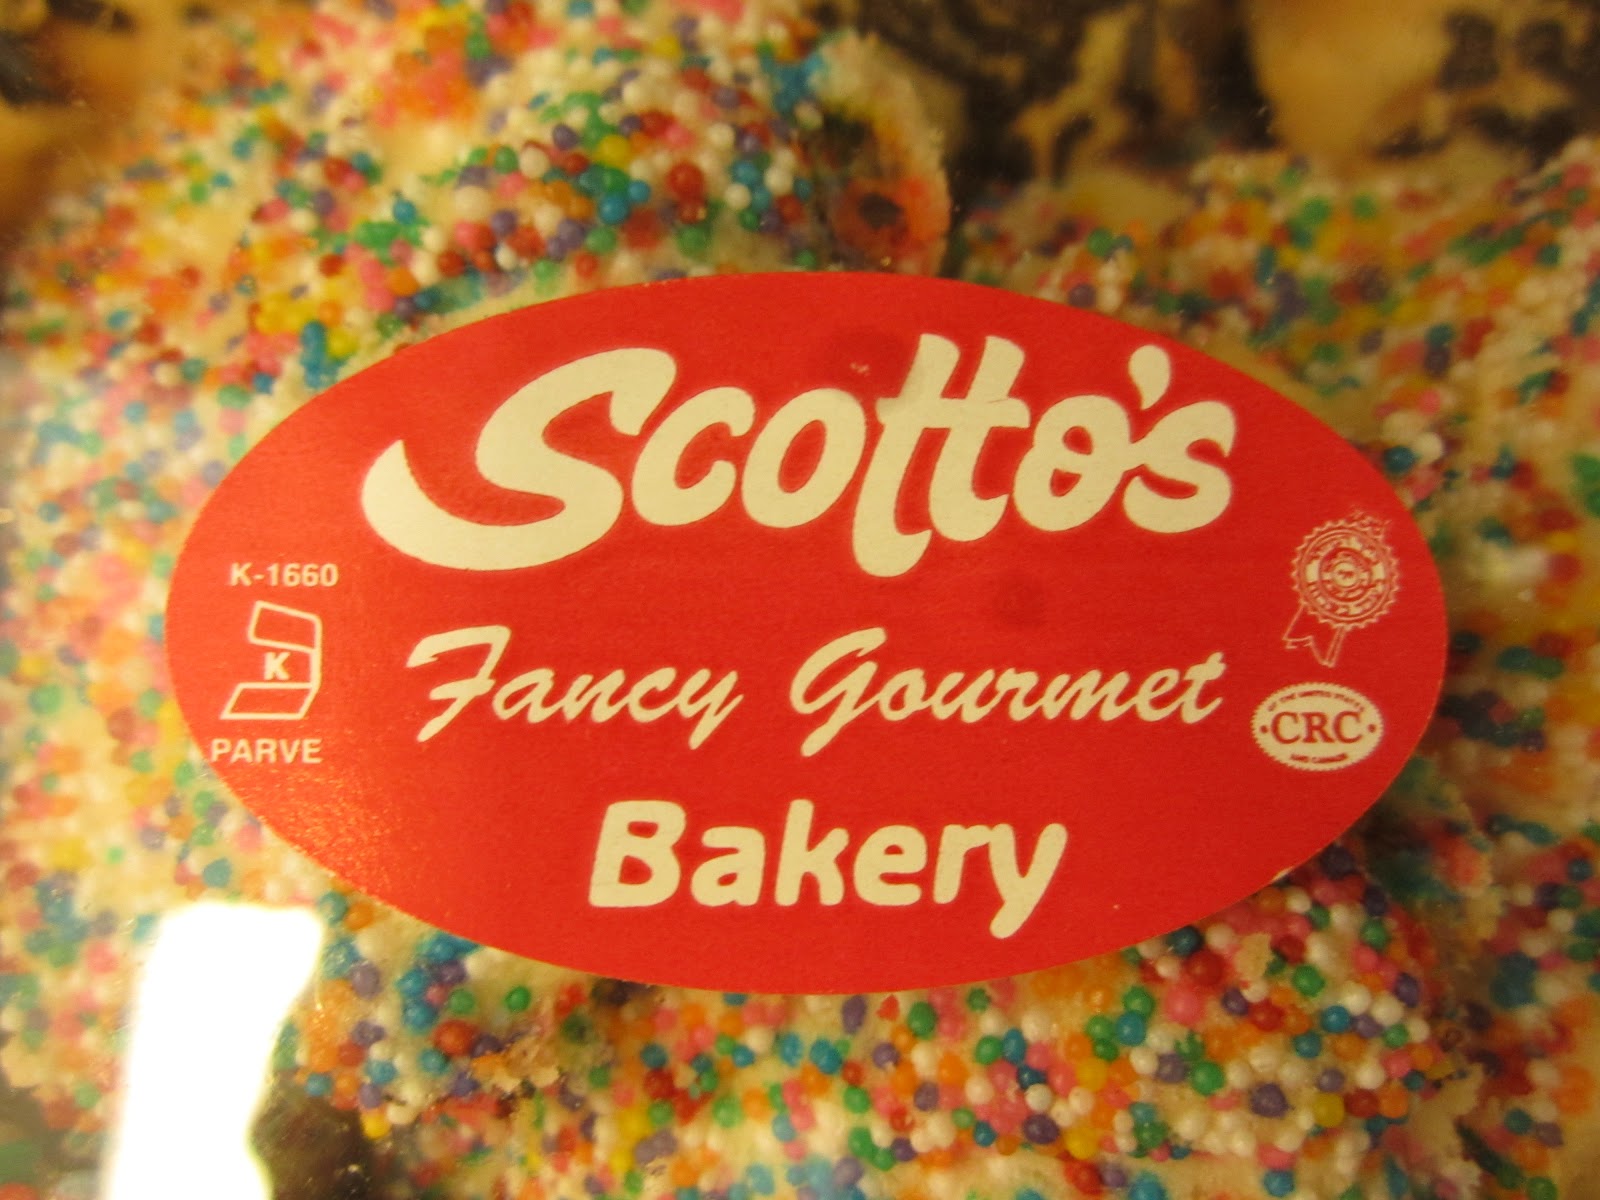 Scotto's
K-1660
K
PARVE
Fancy Gourmet
CRC
Bakery